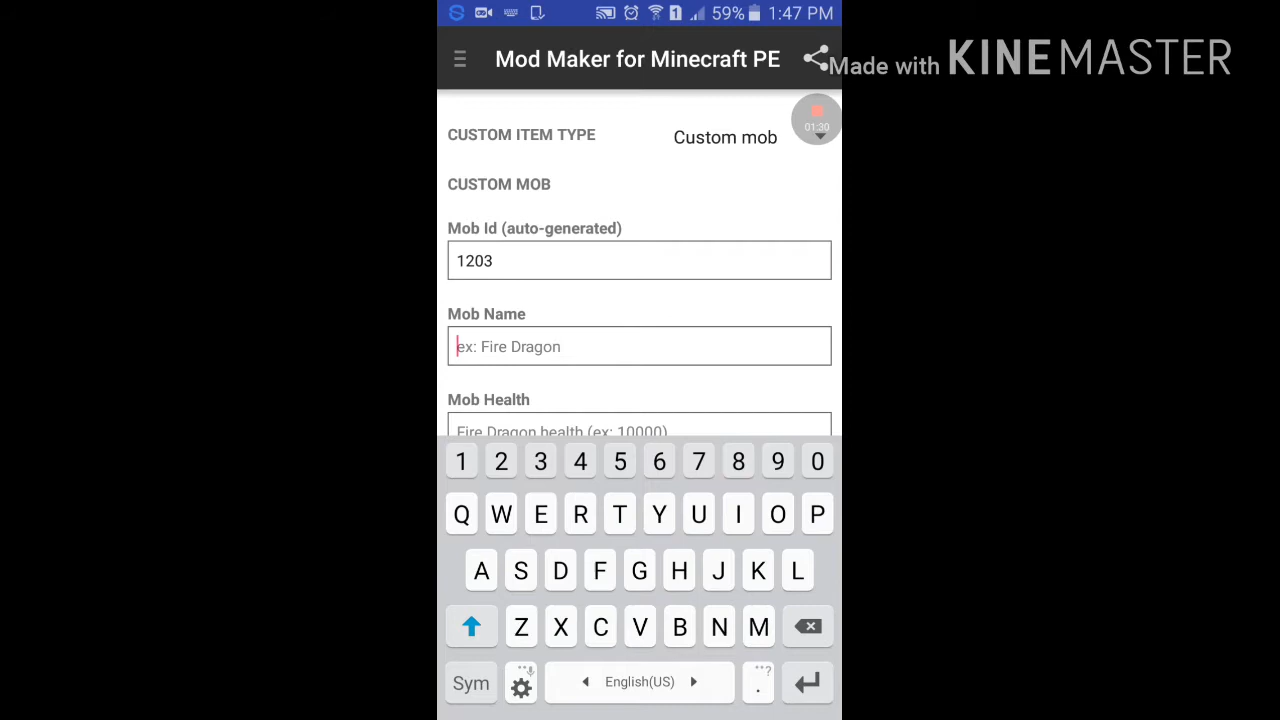 59% 1:47 PM
Mod Maker for Minecraft PE
Made with KINEMASTER
01:30
CUSTOM ITEM TYPE Custom mob
CUSTOM MOB
Mob Id (auto-generated)
1203
Mob Name
ex: Fire Dragon
Mob Health
Fire Dragon health (ex: 10000)
1 2 3 4 5 6 7 8 9 0
Q W E R T Y U I O P
A S D F G H J K L
Z X C V B N M
Sym English(US) . ?